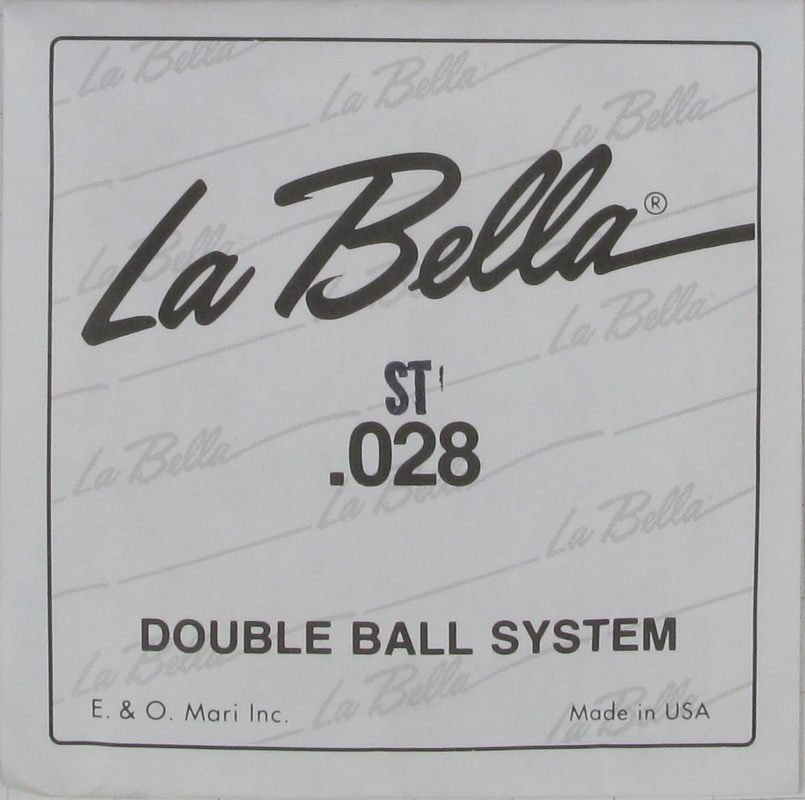 La Bella®
ST
.028
DOUBLE BALL SYSTEM
E. & O. Mari Inc.
Made in USA